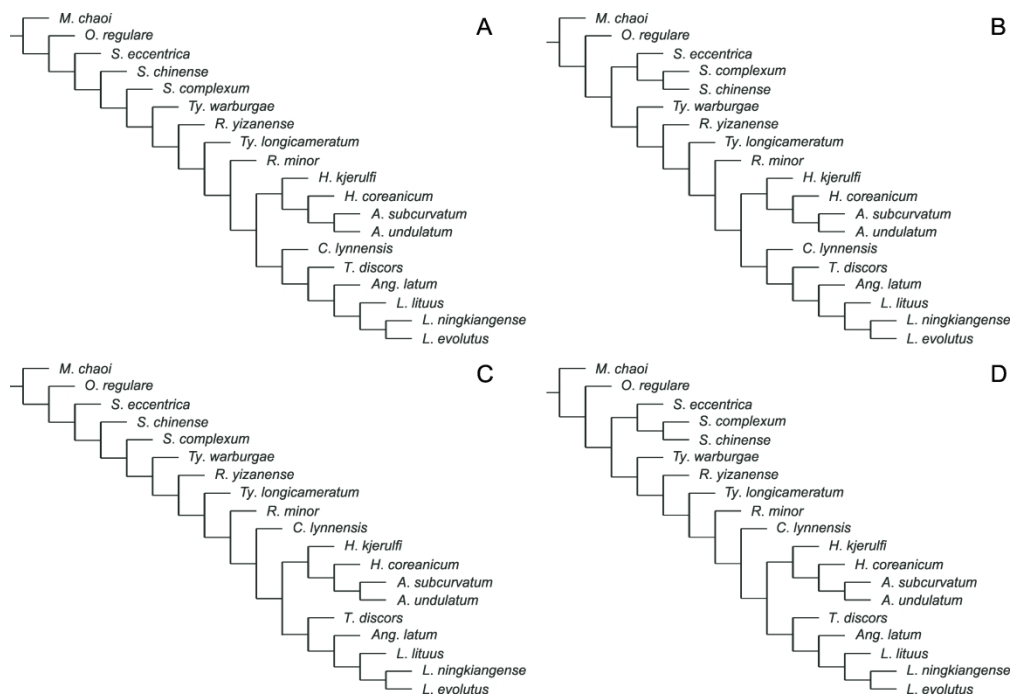 A
M. chaoi
O. regulare
S. eccentrica
S. chinense
S. complexum
Ty. warburgae
R. yizanense
Ty. longicameratum
R. minor
H. kjerulfi
H. coreanicum
A. subcurvatum
A. undulatum
C. lynnensis
T. discors
Ang. latum
L. lituus
L. ningkiangense
L. evolutus
B
M. chaoi
O. regulare
S. eccentrica
S. complexum
S. chinense
Ty. warburgae
R. yizanense
Ty. longicameratum
R. minor
H. kjerulfi
H. coreanicum
A. subcurvatum
A. undulatum
C. lynnensis
T. discors
Ang. latum
L. lituus
L. ningkiangense
L. evolutus
C
M. chaoi
O. regulare
S. eccentrica
S. chinense
S. complexum
Ty. warburgae
R. yizanense
Ty. longicameratum
R. minor
C. lynnensis
H. kjerulfi
H. coreanicum
A. subcurvatum
A. undulatum
T. discors
Ang. latum
L. lituus
L. ningkiangense
L. evolutus
D
M. chaoi
O. regulare
S. eccentrica
S. complexum
S. chinense
Ty. warburgae
R. yizanense
Ty. longicameratum
R. minor
C. lynnensis
H. kjerulfi
H. coreanicum
A. subcurvatum
A. undulatum
T. discors
Ang. latum
L. lituus
L. ningkiangense
L. evolutus